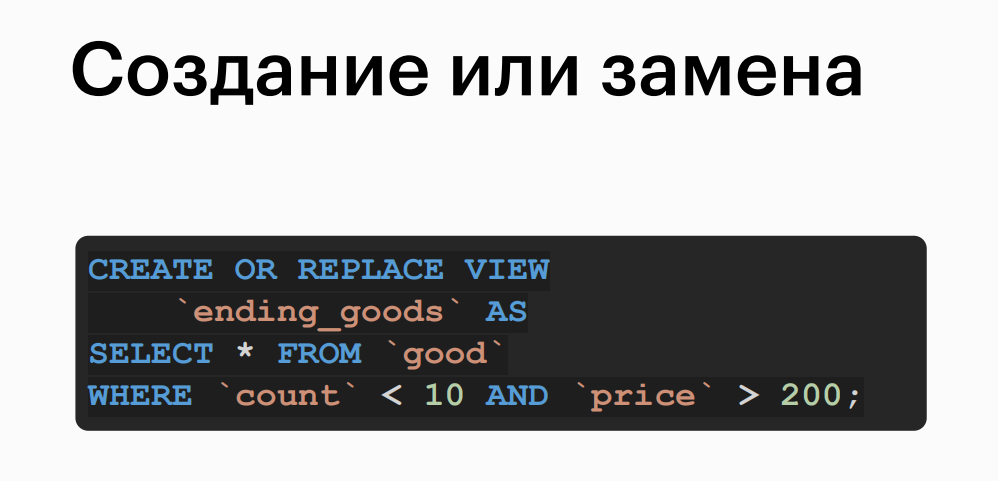 Создание или замена
CREATE OR REPLACE VIEW
    `ending_goods` AS
SELECT * FROM `good`
WHERE `count` < 10 AND `price` > 200;